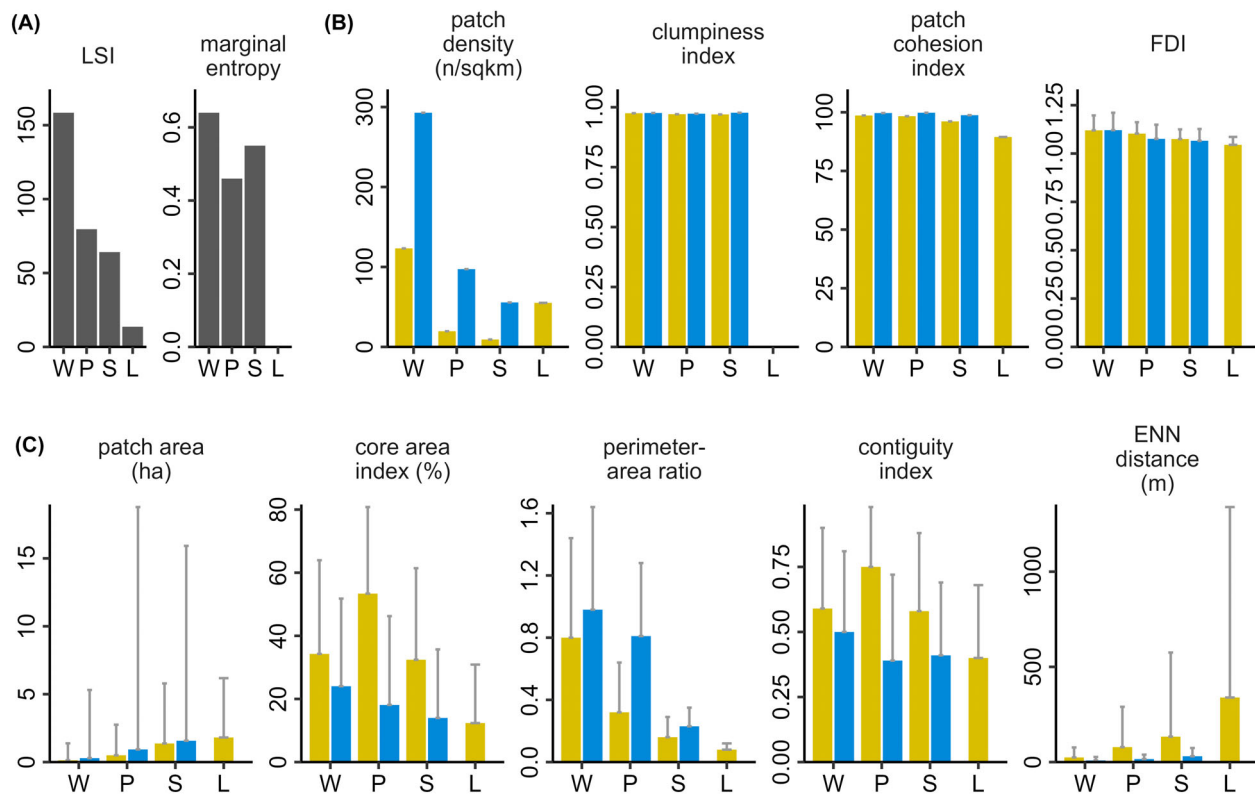 (A)
LSI
150
100
50
0
W P S L
marginal
entropy
0.6
0.4
0.2
0.0
W P S L
(B)
patch
density
(n/sqkm)
300
200
100
0
W P S L
clumpiness
index
1.00
0.75
0.50
0.25
0.00
W P S L
patch
cohesion
index
100
75
50
25
0
W P S L
FDI
1.25
1.00
0.75
0.50
0.25
0.00
W P S L
(C)
patch area
(ha)
15
10
5
0
W P S L
core area
index (%)
80
60
40
20
0
W P S L
perimeter-
area ratio
1.6
1.2
0.8
0.4
0.0
W P S L
contiguity
index
0.75
0.50
0.25
0.00
W P S L
ENN
distance
(m)
1000
500
0
W P S L